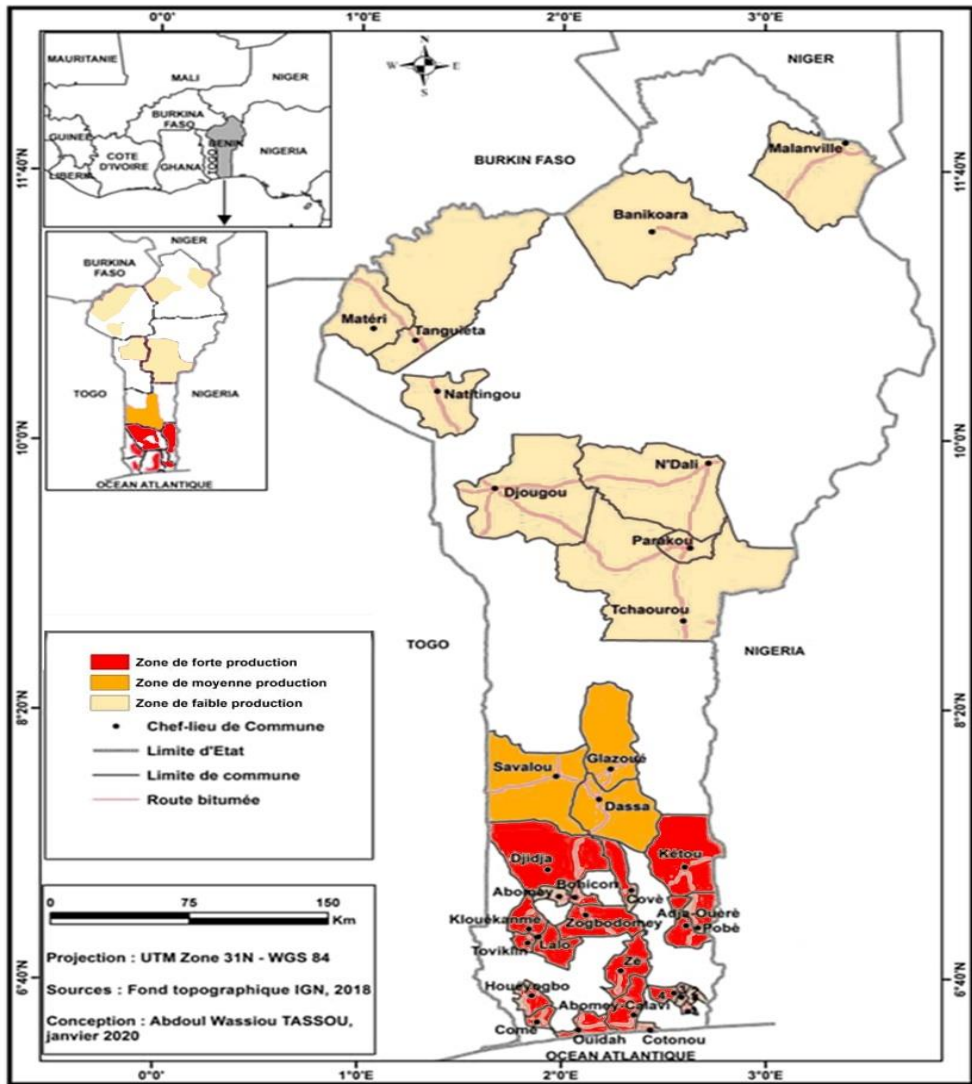 0°0'
1°0'E
2°0'E
3°0'E
MAURITANIE
MALI
NIGER
BURKINA
FASO
GUINEE
COTE
D'IVOIRE
LIBERIA
GHANA
TOGO
BENIN
NIGERIA
N
W
E
S
NIGER
BURKIN FASO
Malanville
Banikoara
11°40'
11°40'N
NIGER
BURKINA
FASO
TOGO
NIGERIA
OCEAN ATLANTIQUE
Matéri
Tanguiéta
Natitingou
10°0'N
10°0'N
N'Dali
Djougou
Parakou
Tchaourou
TOGO
NIGERIA
Zone de forte production
Zone de moyenne production
Zone de faible production
Chef-lieu de Commune
Limite d'Etat
Limite de commune
Route bitumée
8°20'N
8°20'N
Glazoué
Savalou
Dassa
Djidja
Kétou
Bohicon
Abomey
Covè
Klouékanmè
Zogbodomey
Adja-Ouèrè
Pobè
Toviklin
Lalo
Zè
Houéyogbo
Abomey-Calavi
Comè
Ouidah
Cotonou
OCEAN ATLANTIQUE
0
75
150
Km
Projection : UTM Zone 31N - WGS 84
Sources : Fond topographique IGN, 2018
Conception : Abdoul Wassiou TASSOU,
janvier 2020
6°40'N
6°40'N
0°0'
1°0'E
2°0'E
3°0'E